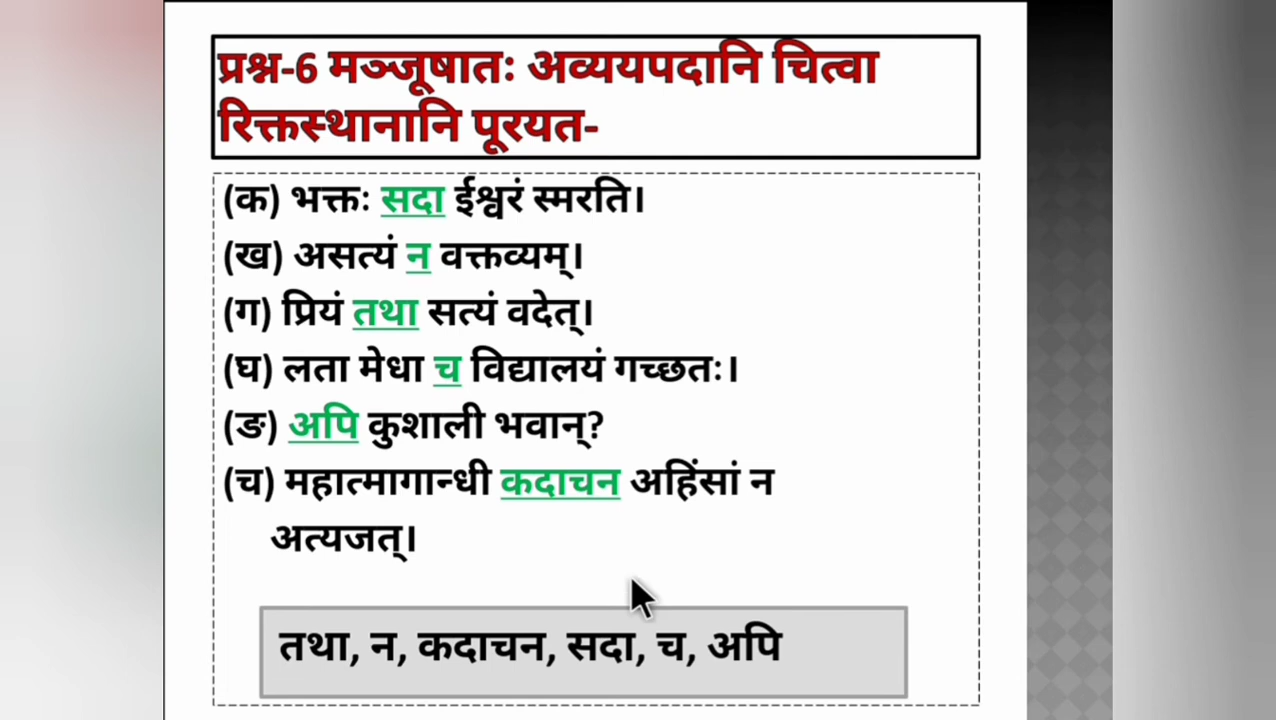 प्रश्न-6 मञ्जूषातः अव्ययपदानि चित्वा
रिक्तस्थानानि पूरयत-
(क) भक्तः सदा ईश्वरं स्मरति।
(ख) असत्यं न वक्तव्यम्।
(ग) प्रियं तथा सत्यं वदेत्।
(घ) लता मेधा च विद्यालयं गच्छतः।
(ङ) अपि कुशाली भवान्?
(च) महात्मागान्धी कदाचन अहिंसां न
अत्यजत्।
तथा, न, कदाचन, सदा, च, अपि